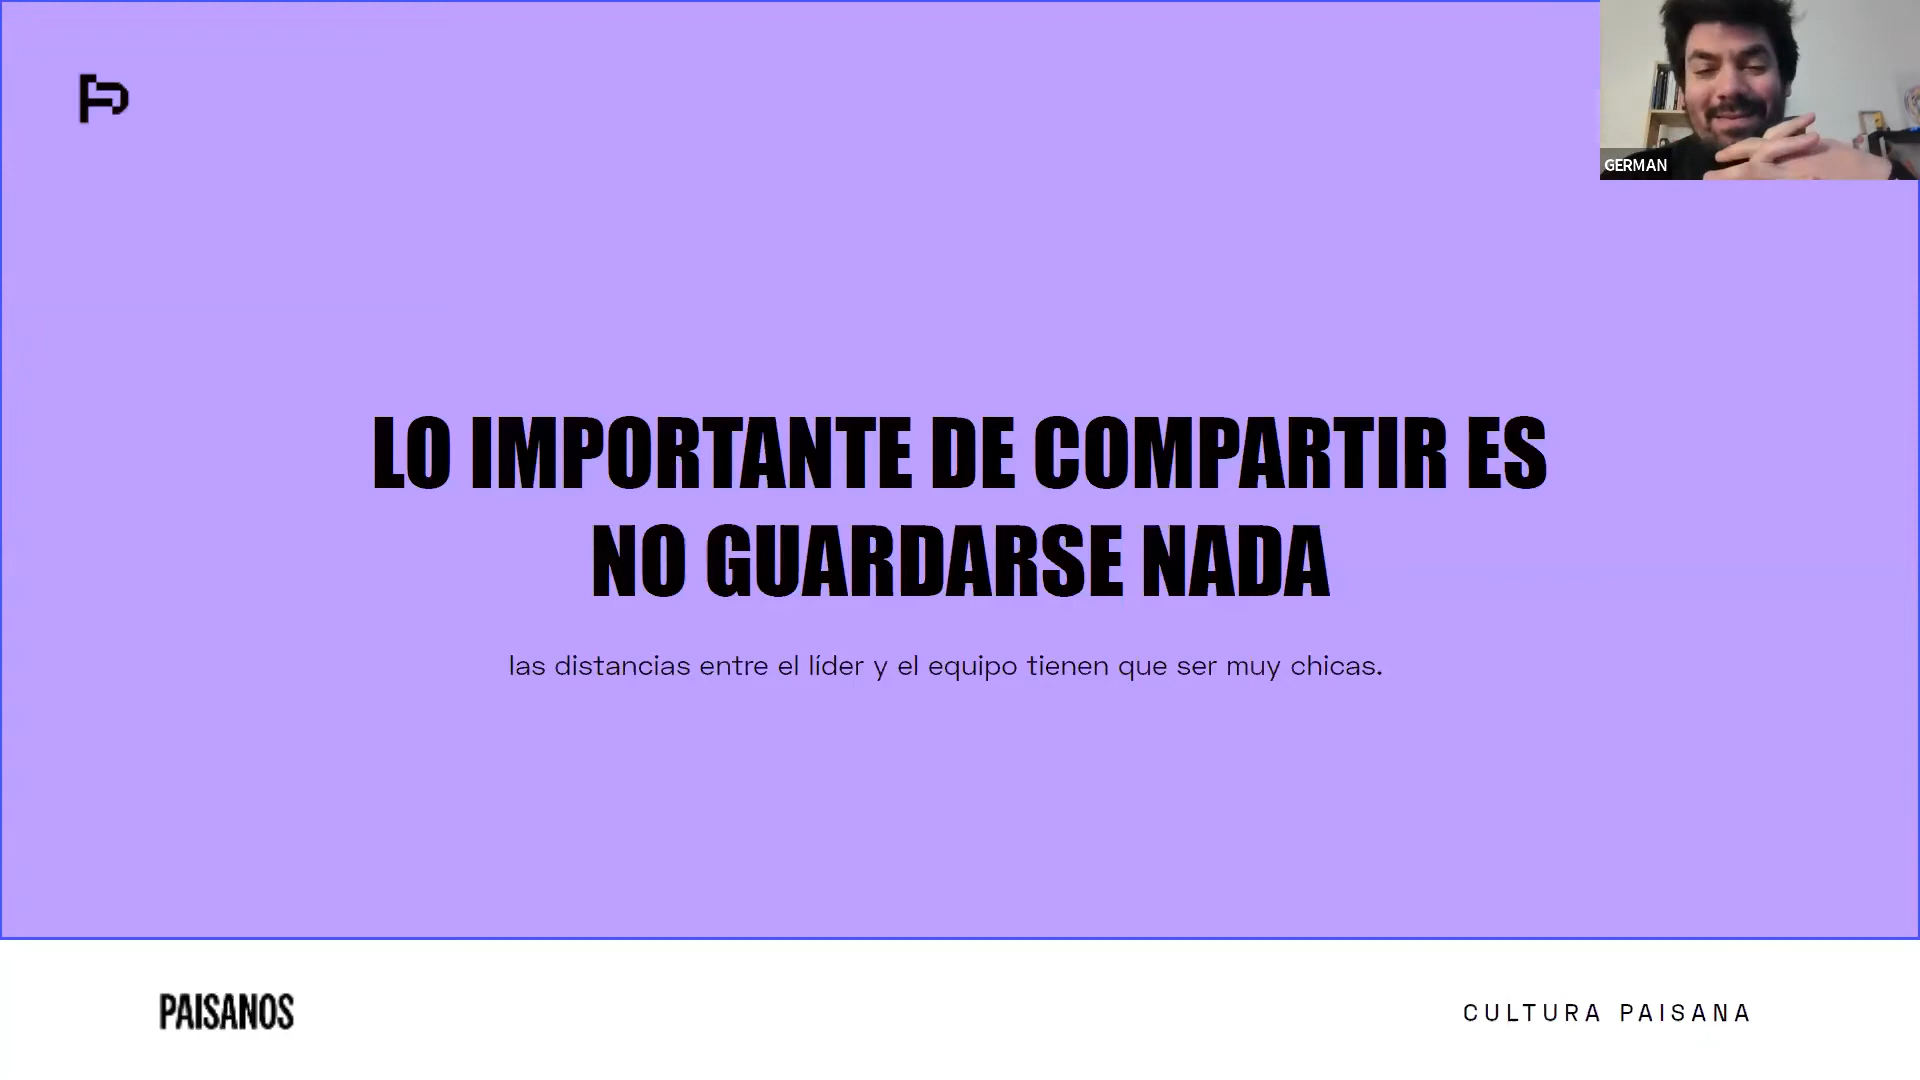 GERMAN
LO IMPORTANTE DE COMPARTIR ES
NO GUARDARSE NADA
las distancias entre el líder y el equipo tienen que ser muy chicas.
PAISANOS
CULTURA PAISANA